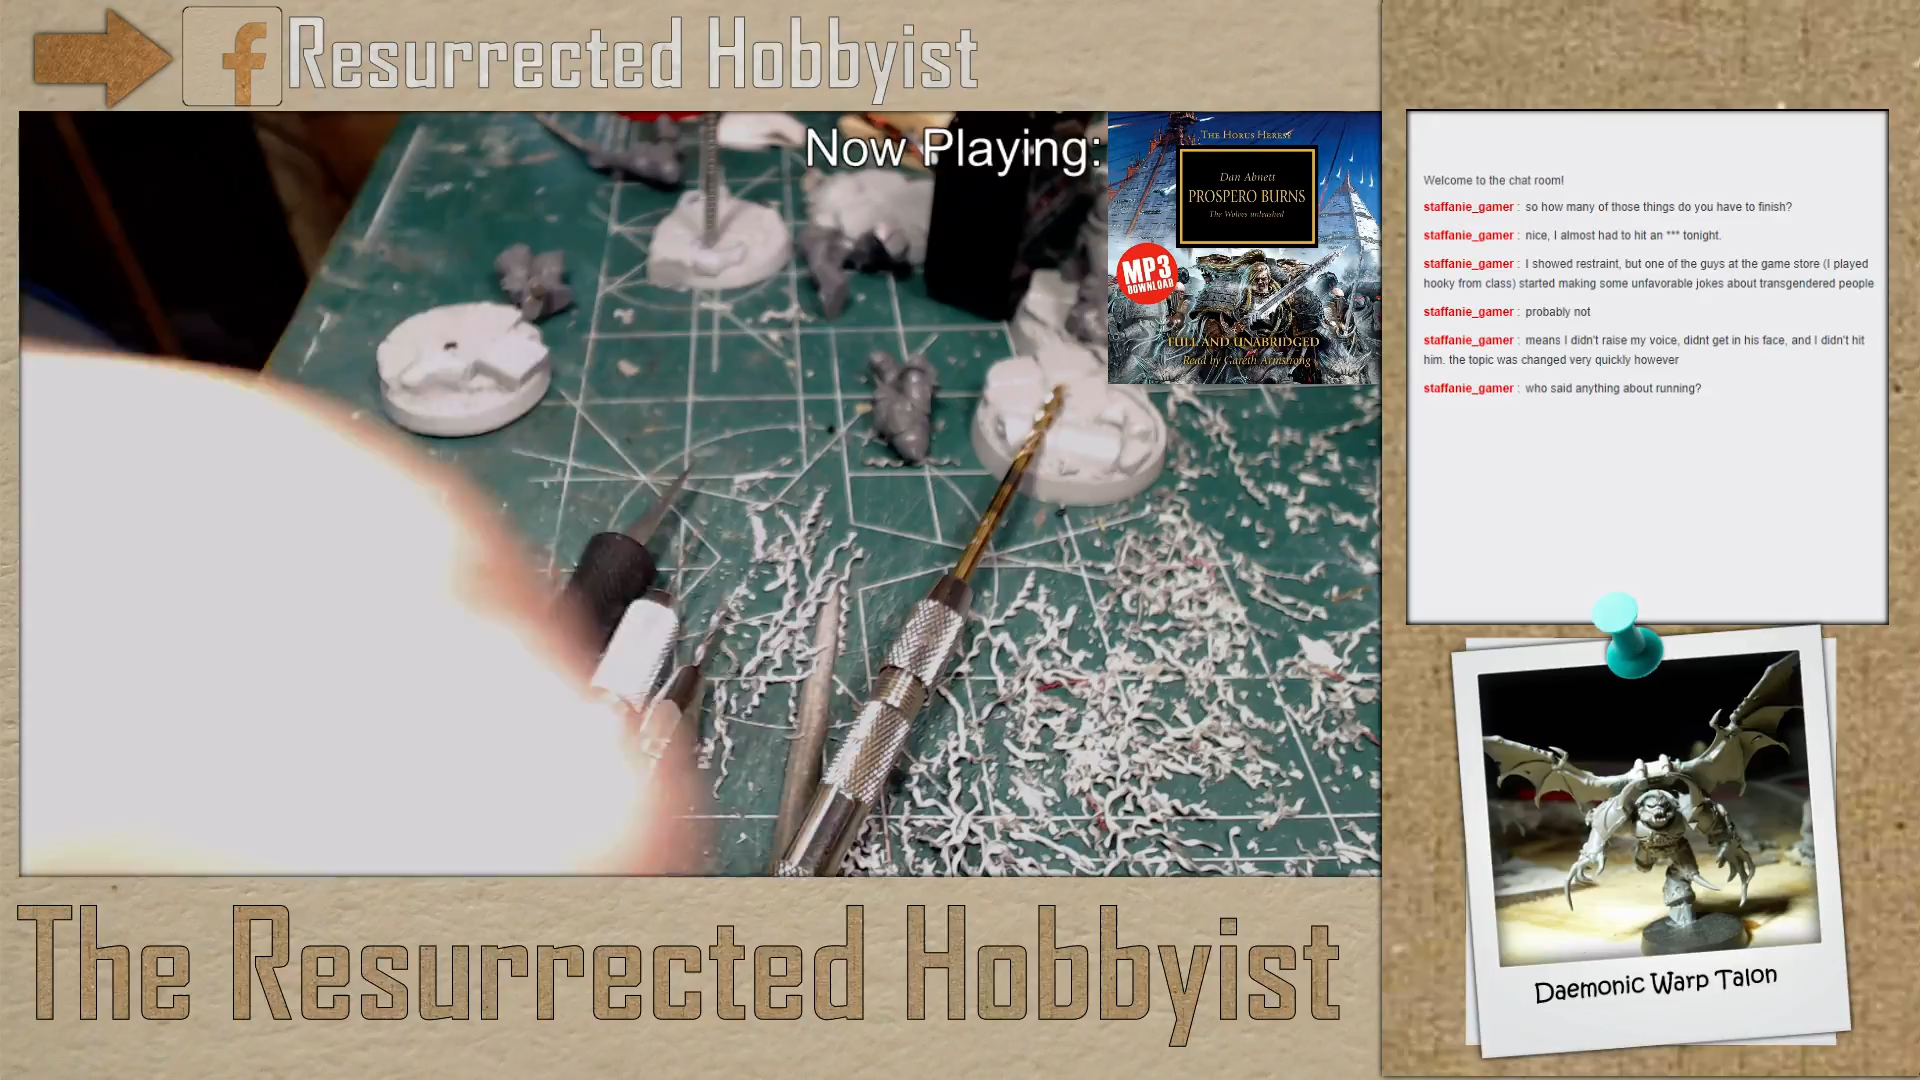 f Resurrected Hobbyist
Now Playing:
The Horus Heresy
Dan Abnett
PROSPERO BURNS
The Wolves unleashed
MP3
DOWNLOAD
FULL AND UNABRIDGED
Read by Gareth Armstrong
Welcome to the chat room!
staffanie_gamer : so how many of those things do you have to finish?
staffanie_gamer : nice, I almost had to hit an *** tonight.
staffanie_gamer : I showed restraint, but one of the guys at the game store (I played
hooky from class) started making some unfavorable jokes about transgendered people
staffanie_gamer : probably not
staffanie_gamer : means I didn't raise my voice, didnt get in his face, and I didn't hit
him. the topic was changed very quickly however
staffanie_gamer : who said anything about running?
Daemonic Warp Talon
The Resurrected Hobbyist